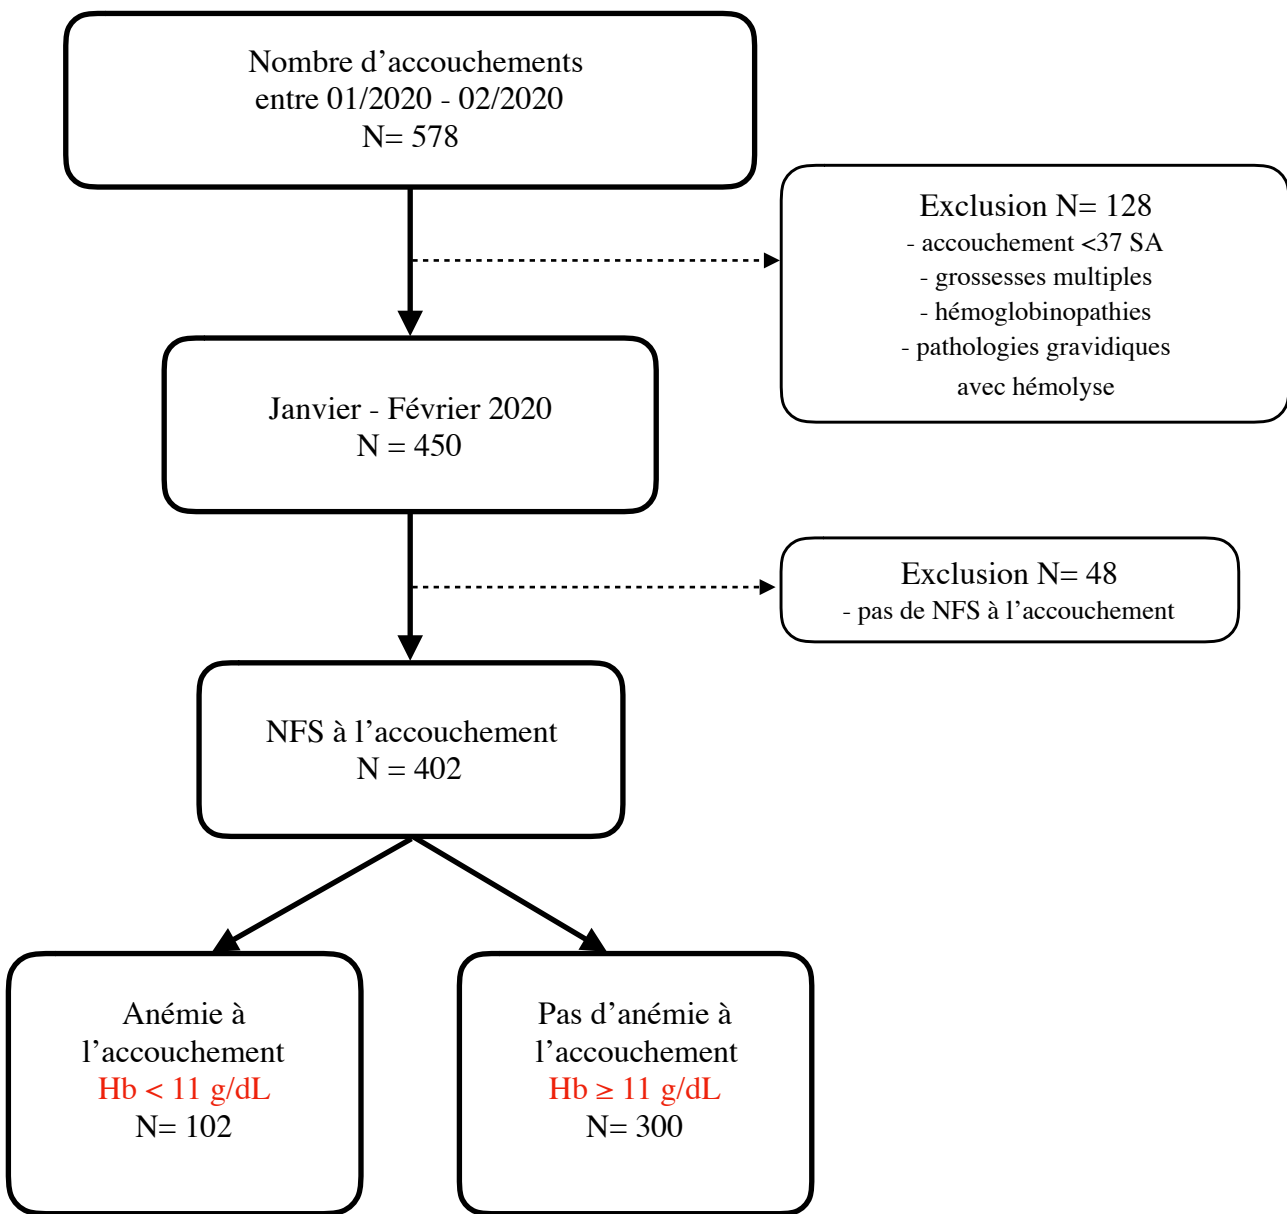 Nombre d’accouchements
entre 01/2020 - 02/2020
N= 578
Exclusion N= 128
- accouchement <37 SA
- grossesses multiples
- hémoglobinopathies
- pathologies gravidiques
avec hémolyse
Janvier - Février 2020
N = 450
Exclusion N= 48
- pas de NFS à l’accouchement
NFS à l’accouchement
N = 402
Anémie à
l’accouchement
Hb < 11 g/dL
N= 102
Pas d’anémie à
l’accouchement
Hb ≥ 11 g/dL
N= 300